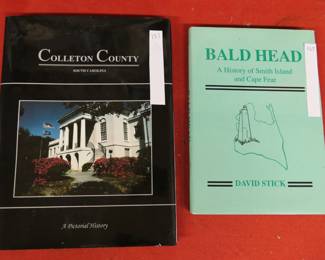 COLLETON COUNTY
SOUTH CAROLINA
A Pictorial History
BALD HEAD
A History of Smith Island
and Cape Fear
DAVID STICK